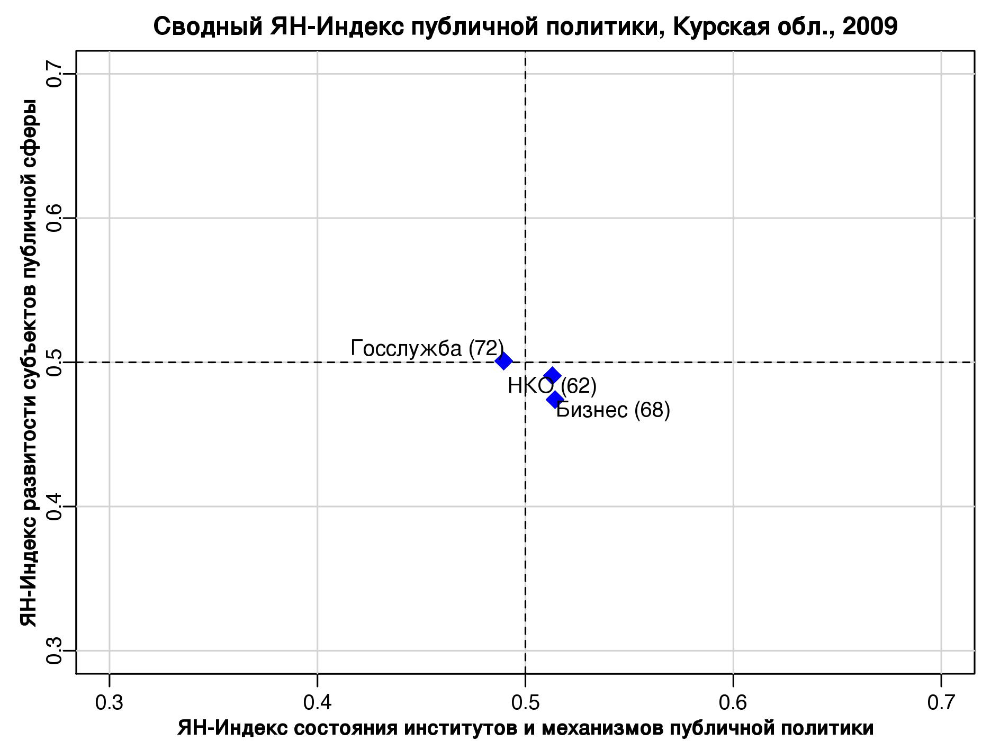 Сводный ЯН-Индекс публичной политики, Курская обл., 2009
ЯН-Индекс развитости субъектов публичной сферы
0.7
0.6
0.5
0.4
0.3
Госслужба (72)
НКО (62)
Бизнес (68)
0.3
0.4
0.5
0.6
0.7
ЯН-Индекс состояния институтов и механизмов публичной политики